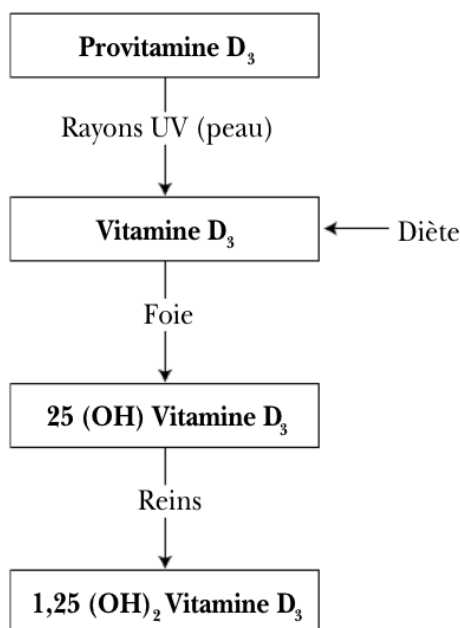 Provitamine D₃
Rayons UV (peau)
Vitamine D₃
Diète
Foie
25 (OH) Vitamine D₃
Reins
1,25 (OH)₂ Vitamine D₃